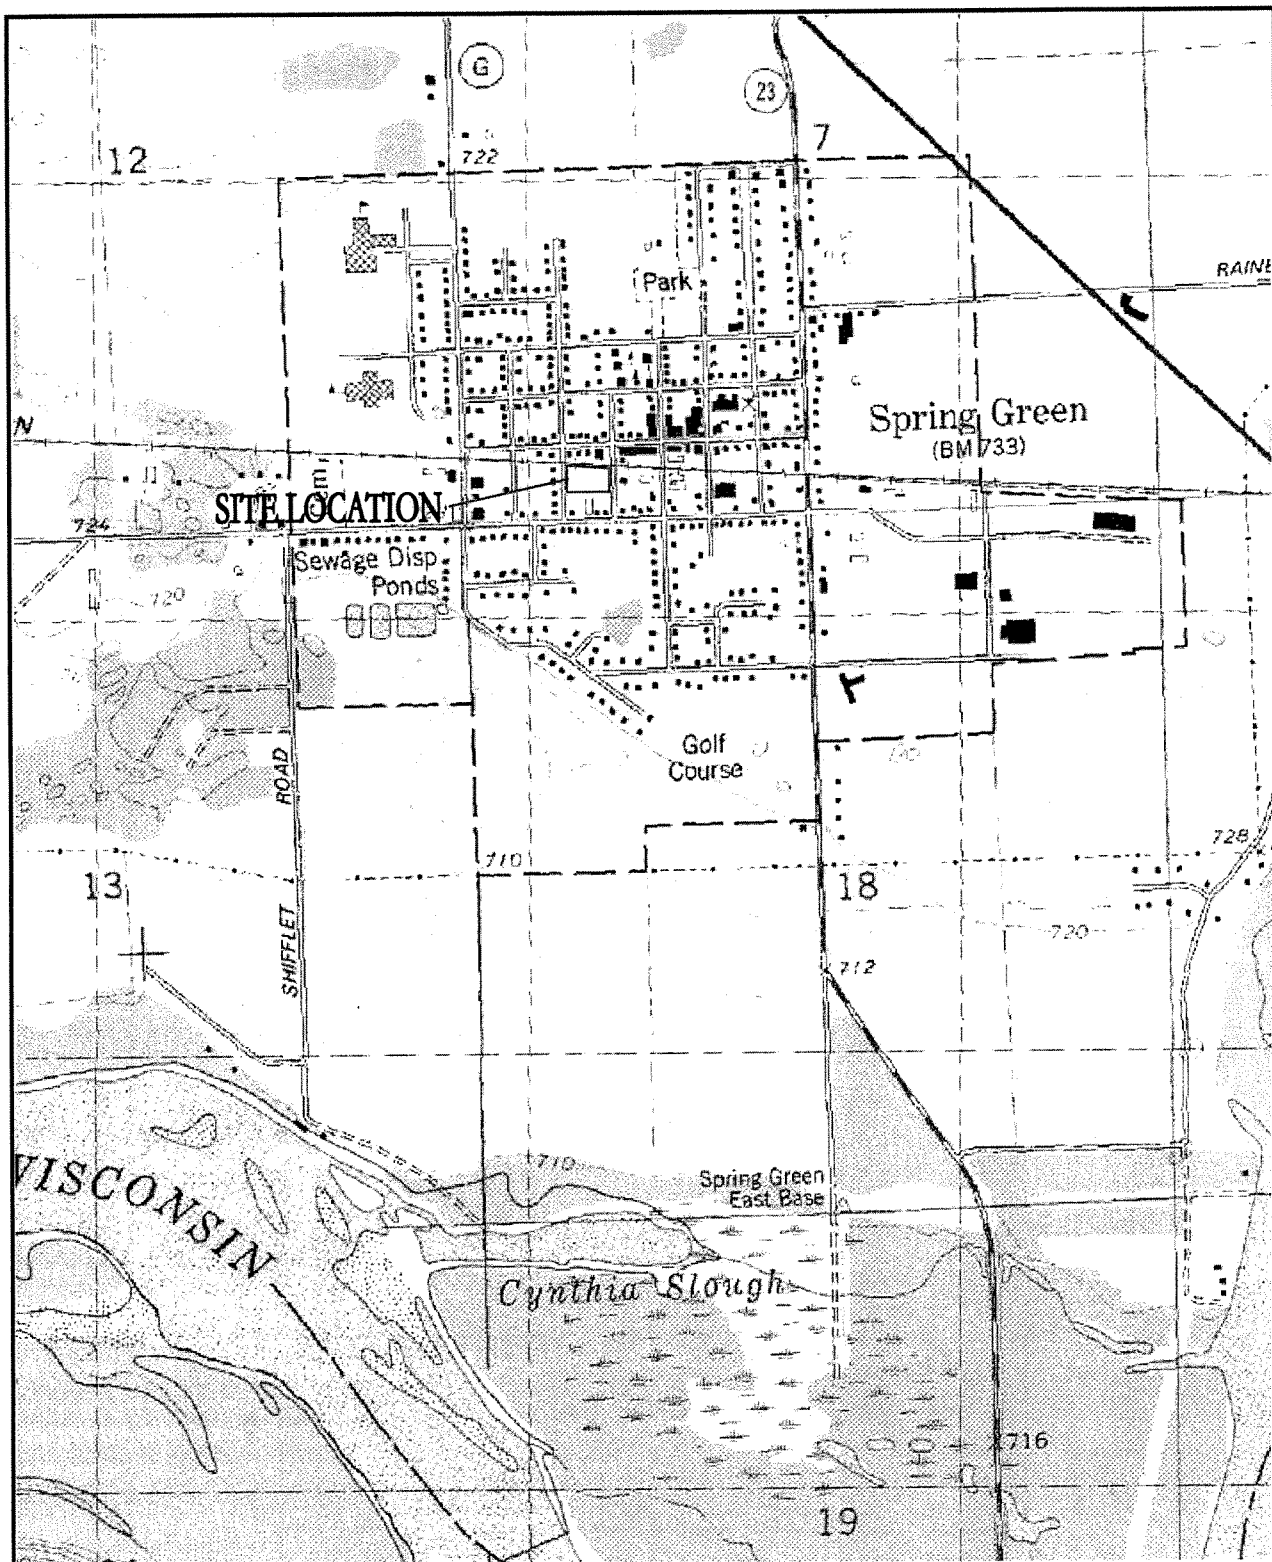 G
23
7
12
722
Park
RAINB
Spring Green
(BM 733)
N
SITE LOCATION
724
Sewage Disp
Ponds
720
Golf
Course
SHIFFLET ROAD
710
728
13
18
720
712
710
Spring Green
East Base
WISCONSIN
Cynthia Slough
716
19